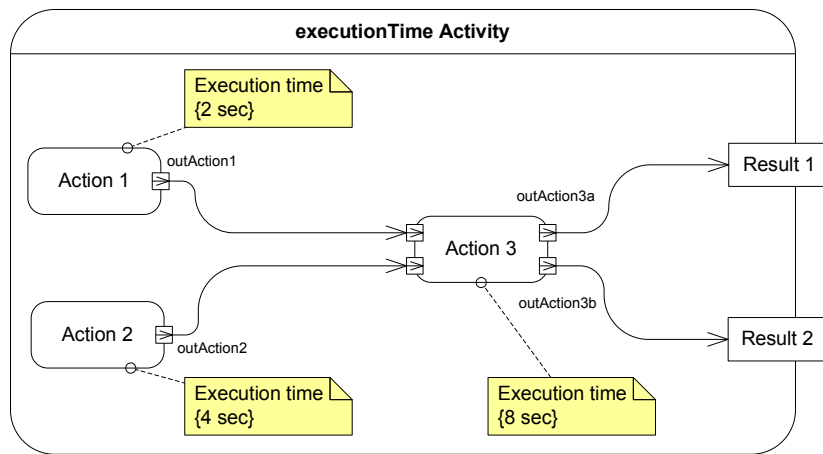 executionTime Activity
Execution time
{2 sec}
outAction1
Action 1
Result 1
outAction3a
Action 3
outAction3b
Action 2
outAction2
Result 2
Execution time
{4 sec}
Execution time
{8 sec}